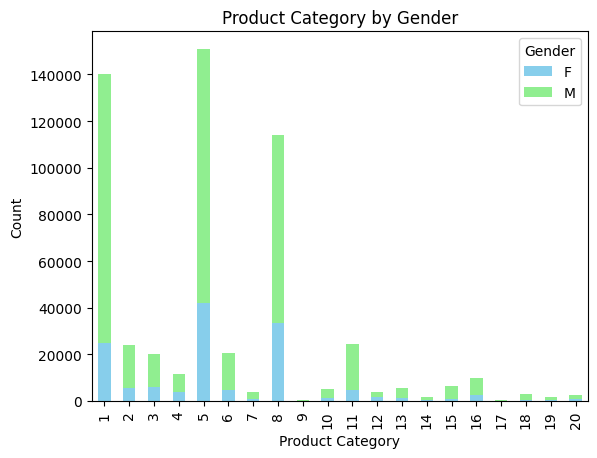 Product Category by Gender
Gender
F
M
Count
140000
120000
100000
80000
60000
40000
20000
0
1 2 3 4 5 6 7 8 9 10 11 12 13 14 15 16 17 18 19 20
Product Category